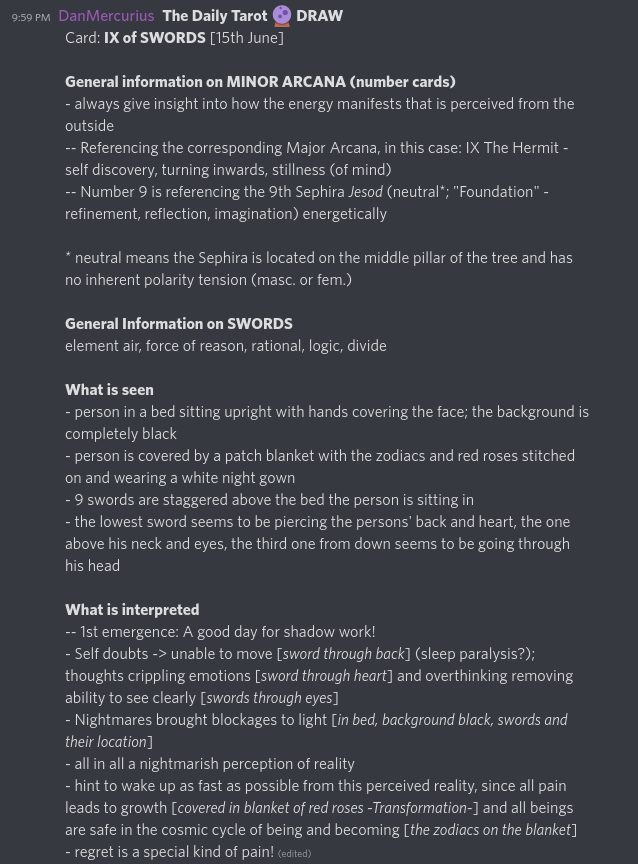 9:59 PM DanMercurius The Daily Tarot 🔮 DRAW
Card: IX of SWORDS [15th June]
General information on MINOR ARCANA (number cards)
- always give insight into how the energy manifests that is perceived from the
outside
-- Referencing the corresponding Major Arcana, in this case: IX The Hermit -
self discovery, turning inwards, stillness (of mind)
-- Number 9 is referencing the 9th Sephira Jesod (neutral*; "Foundation" -
refinement, reflection, imagination) energetically
* neutral means the Sephira is located on the middle pillar of the tree and has
no inherent polarity tension (masc. or fem.)
General Information on SWORDS
element air, force of reason, rational, logic, divide
What is seen
- person in a bed sitting upright with hands covering the face; the background is
completely black
- person is covered by a patch blanket with the zodiacs and red roses stitched
on and wearing a white night gown
- 9 swords are staggered above the bed the person is sitting in
- the lowest sword seems to be piercing the persons' back and heart, the one
above his neck and eyes, the third one from down seems to be going through
his head
What is interpreted
-- 1st emergence: A good day for shadow work!
- Self doubts -> unable to move [sword through back] (sleep paralysis?);
thoughts crippling emotions [sword through heart] and overthinking removing
ability to see clearly [swords through eyes]
- Nightmares brought blockages to light [in bed, background black, swords and
their location]
- all in all a nightmarish perception of reality
- hint to wake up as fast as possible from this perceived reality, since all pain
leads to growth [covered in blanket of red roses -Transformation-] and all beings
are safe in the cosmic cycle of being and becoming [the zodiacs on the blanket]
- regret is a special kind of pain! (edited)